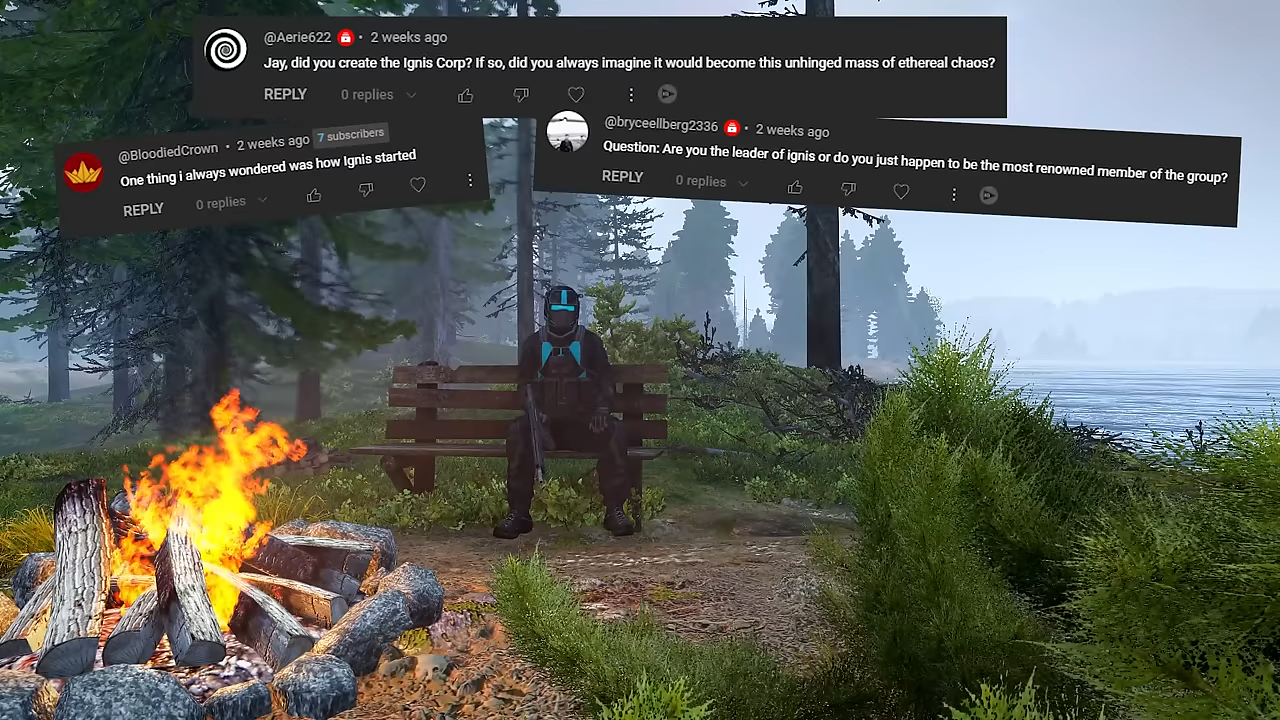 @Aerie622 • 2 weeks ago
Jay, did you create the Ignis Corp? If so, did you always imagine it would become this unhinged mass of ethereal chaos?
REPLY 0 replies
@BloodiedCrown • 2 weeks ago 7 subscribers
One thing i always wondered was how Ignis started
REPLY 0 replies
@bryceellberg2336 • 2 weeks ago
Question: Are you the leader of ignis or do you just happen to be the most renowned member of the group?
REPLY 0 replies